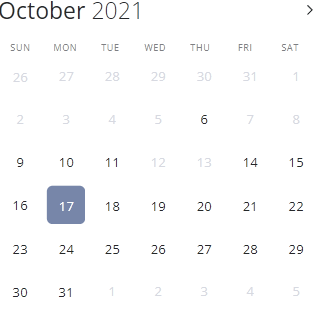 October 2021
SUN MON TUE WED THU FRI SAT
26 27 28 29 30 31 1
2 3 4 5 6 7 8
9 10 11 12 13 14 15
16 17 18 19 20 21 22
23 24 25 26 27 28 29
30 31 1 2 3 4 5